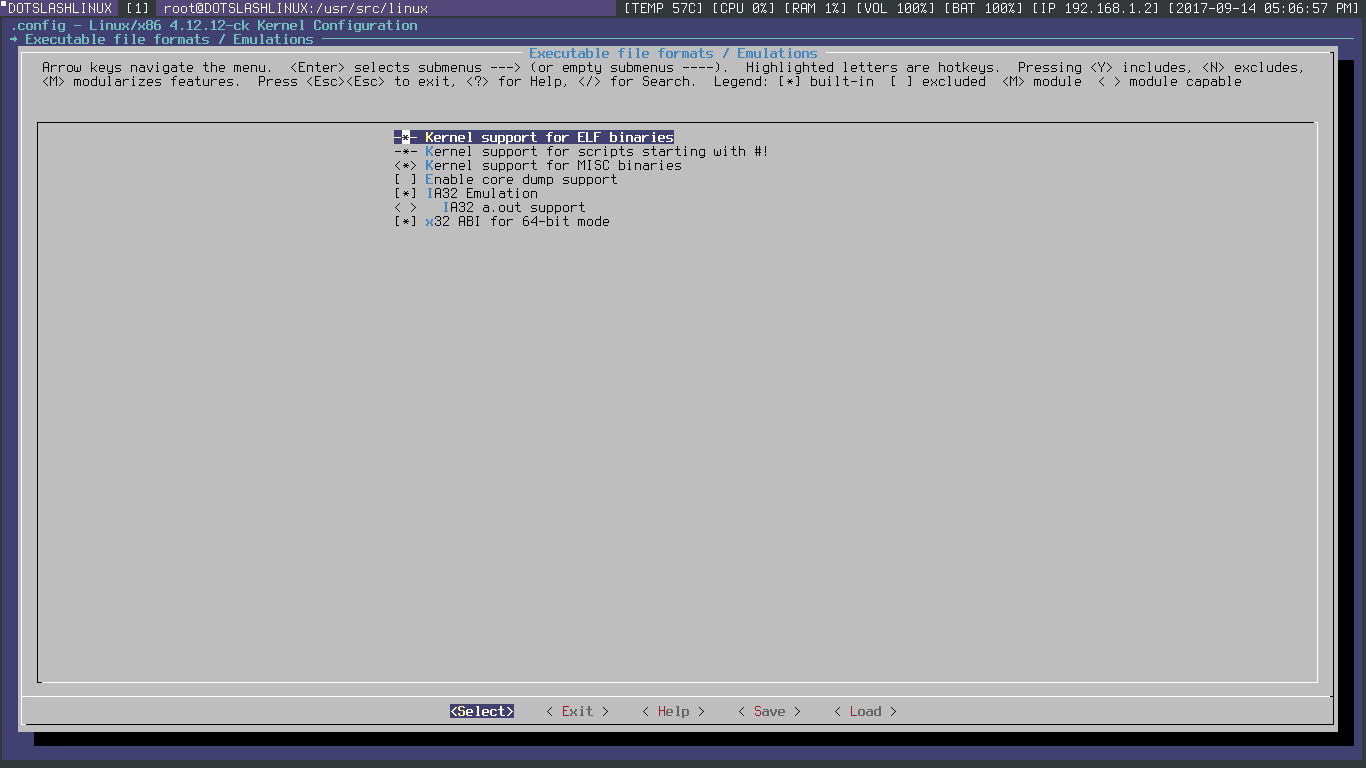 DOTSLASHLINUX [1] root@DOTSLASHLINUX:/usr/src/linux [TEMP 57C] [CPU 0%] [RAM 1%] [VOL 100%] [BAT 100%] [IP 192.168.1.2] [2017-09-14 05:06:57 PM]
.config - Linux/x86 4.12.12-ck Kernel Configuration
→ Executable file formats / Emulations
Executable file formats / Emulations
Arrow keys navigate the menu.  <Enter> selects submenus ---> (or empty submenus ----).  Highlighted letters are hotkeys.  Pressing <Y> includes, <N> excludes,
<M> modularizes features.  Press <Esc><Esc> to exit, <?> for Help, </> for Search.  Legend: [*] built-in  [ ] excluded  <M> module  < > module capable
-*- Kernel support for ELF binaries
-*- Kernel support for scripts starting with #!
<*> Kernel support for MISC binaries
[ ] Enable core dump support
[*] IA32 Emulation
< >   IA32 a.out support
[*] x32 ABI for 64-bit mode
<Select>    < Exit >    < Help >    < Save >    < Load >